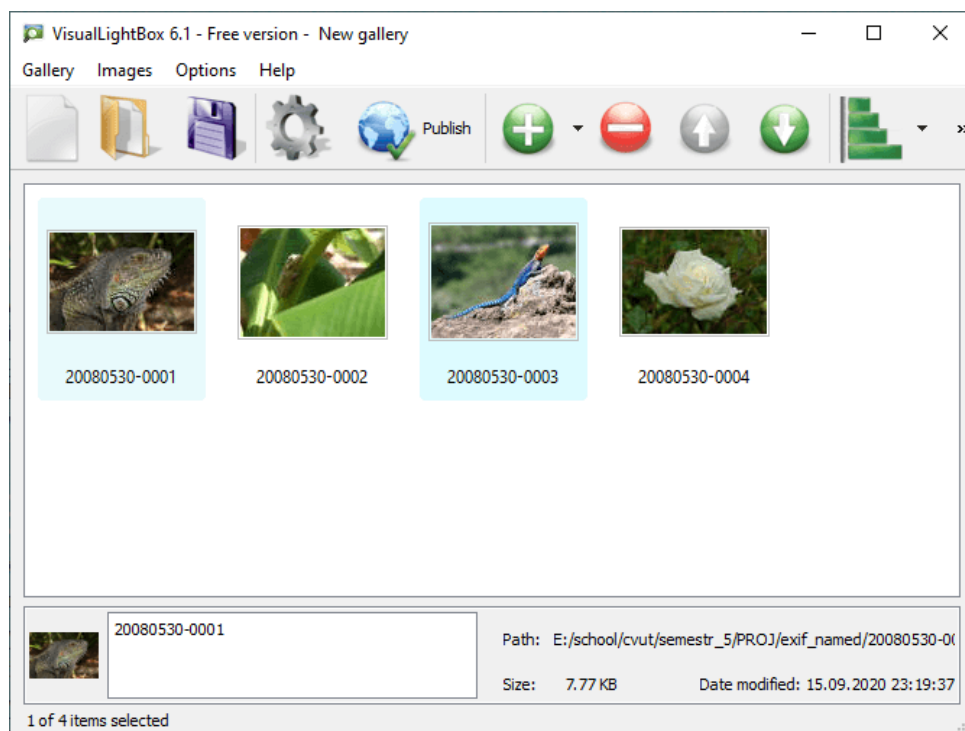 VisualLightBox 6.1 - Free version - New gallery
Gallery Images Options Help
Publish
20080530-0001 20080530-0002 20080530-0003 20080530-0004
20080530-0001
Path: E:/school/cvut/semestr_5/PROJ/exif_named/20080530-00
Size: 7.77 KB Date modified: 15.09.2020 23:19:37
1 of 4 items selected